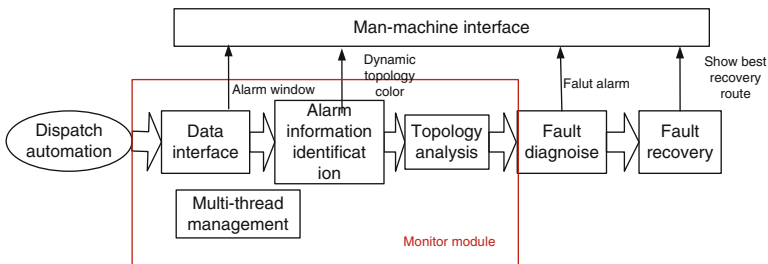 Man-machine interface
Alarm window
Dynamic
topology
color
Falut alarm
Show best
recovery
route
Dispatch
automation
Data
interface
Alarm
information
identificat
ion
Topology
analysis
Fault
diagnoise
Fault
recovery
Multi-thread
management
Monitor module